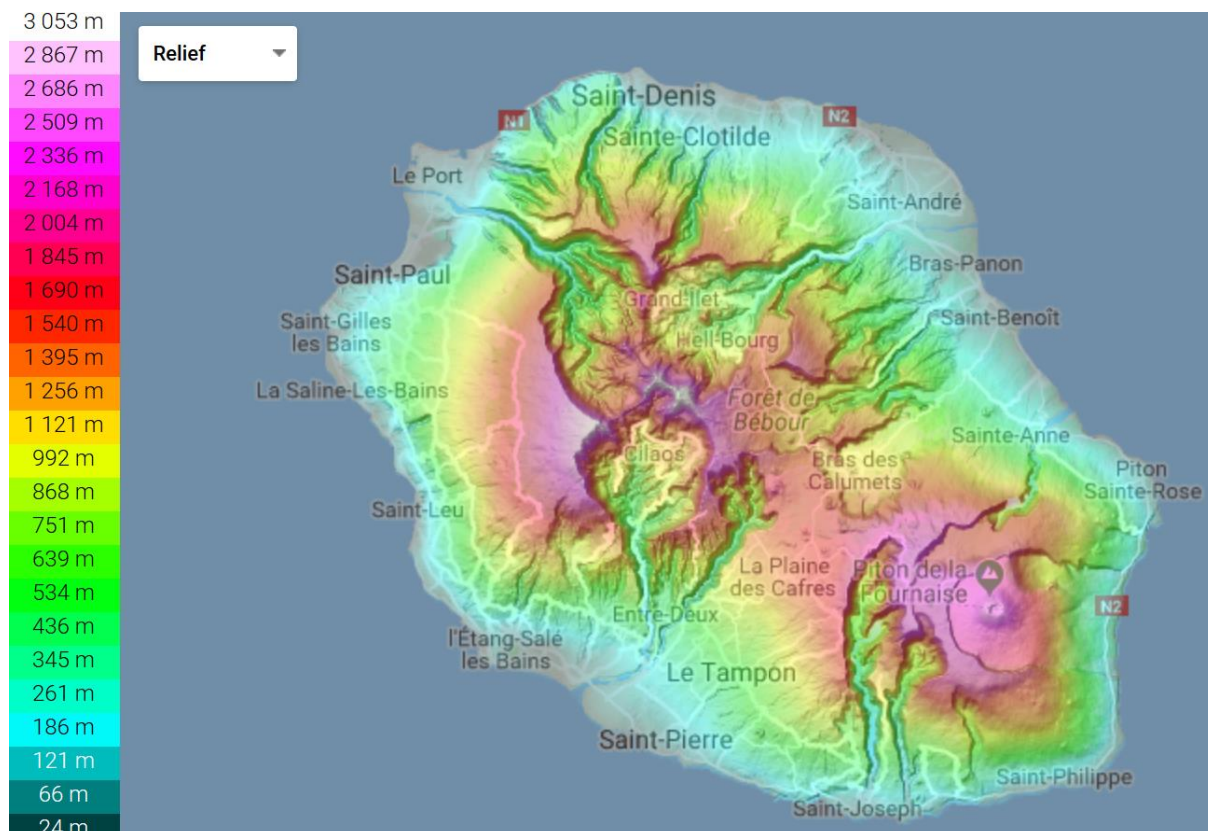 3 053 m
2 867 m
2 686 m
2 509 m
2 336 m
2 168 m
2 004 m
1 845 m
1 690 m
1 540 m
1 395 m
1 256 m
1 121 m
992 m
868 m
751 m
639 m
534 m
436 m
345 m
261 m
186 m
121 m
66 m
24 m
Relief
Saint-Denis
N1
N2
Sainte-Clotilde
Le Port
Saint-André
Saint-Paul
Bras-Panon
Grand-Ilet
Saint-Gilles
les Bains
Saint-Benoît
Hell-Bourg
La Saline-Les-Bains
Forêt de
Bébour
Sainte-Anne
Cilaos
Bras des
Calumets
Piton
Sainte-Rose
Saint-Leu
La Plaine
des Cafres
Piton de la
Fournaise
N2
Entre-Deux
l'Étang-Salé
les Bains
Le Tampon
Saint-Pierre
Saint-Philippe
Saint-Joseph